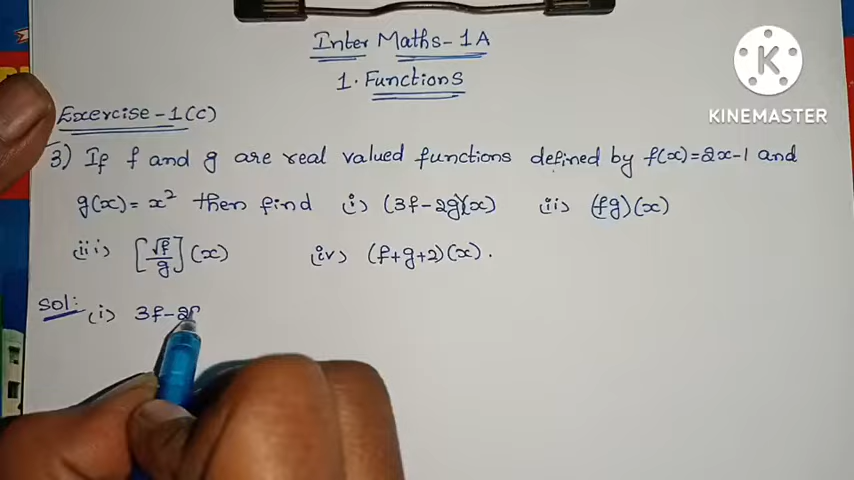 Inter Maths-1A
1. Functions
Exercise-1(c)
3) If f and g are real valued functions defined by f(x)=2x-1 and
g(x)= x² then find (i) (3f-2g)(x) (ii) (fg)(x)
(iii) [√f/g](x) (iv) (f+g+2)(x).
Sol: (i) 3f-2
K
KINEMASTER